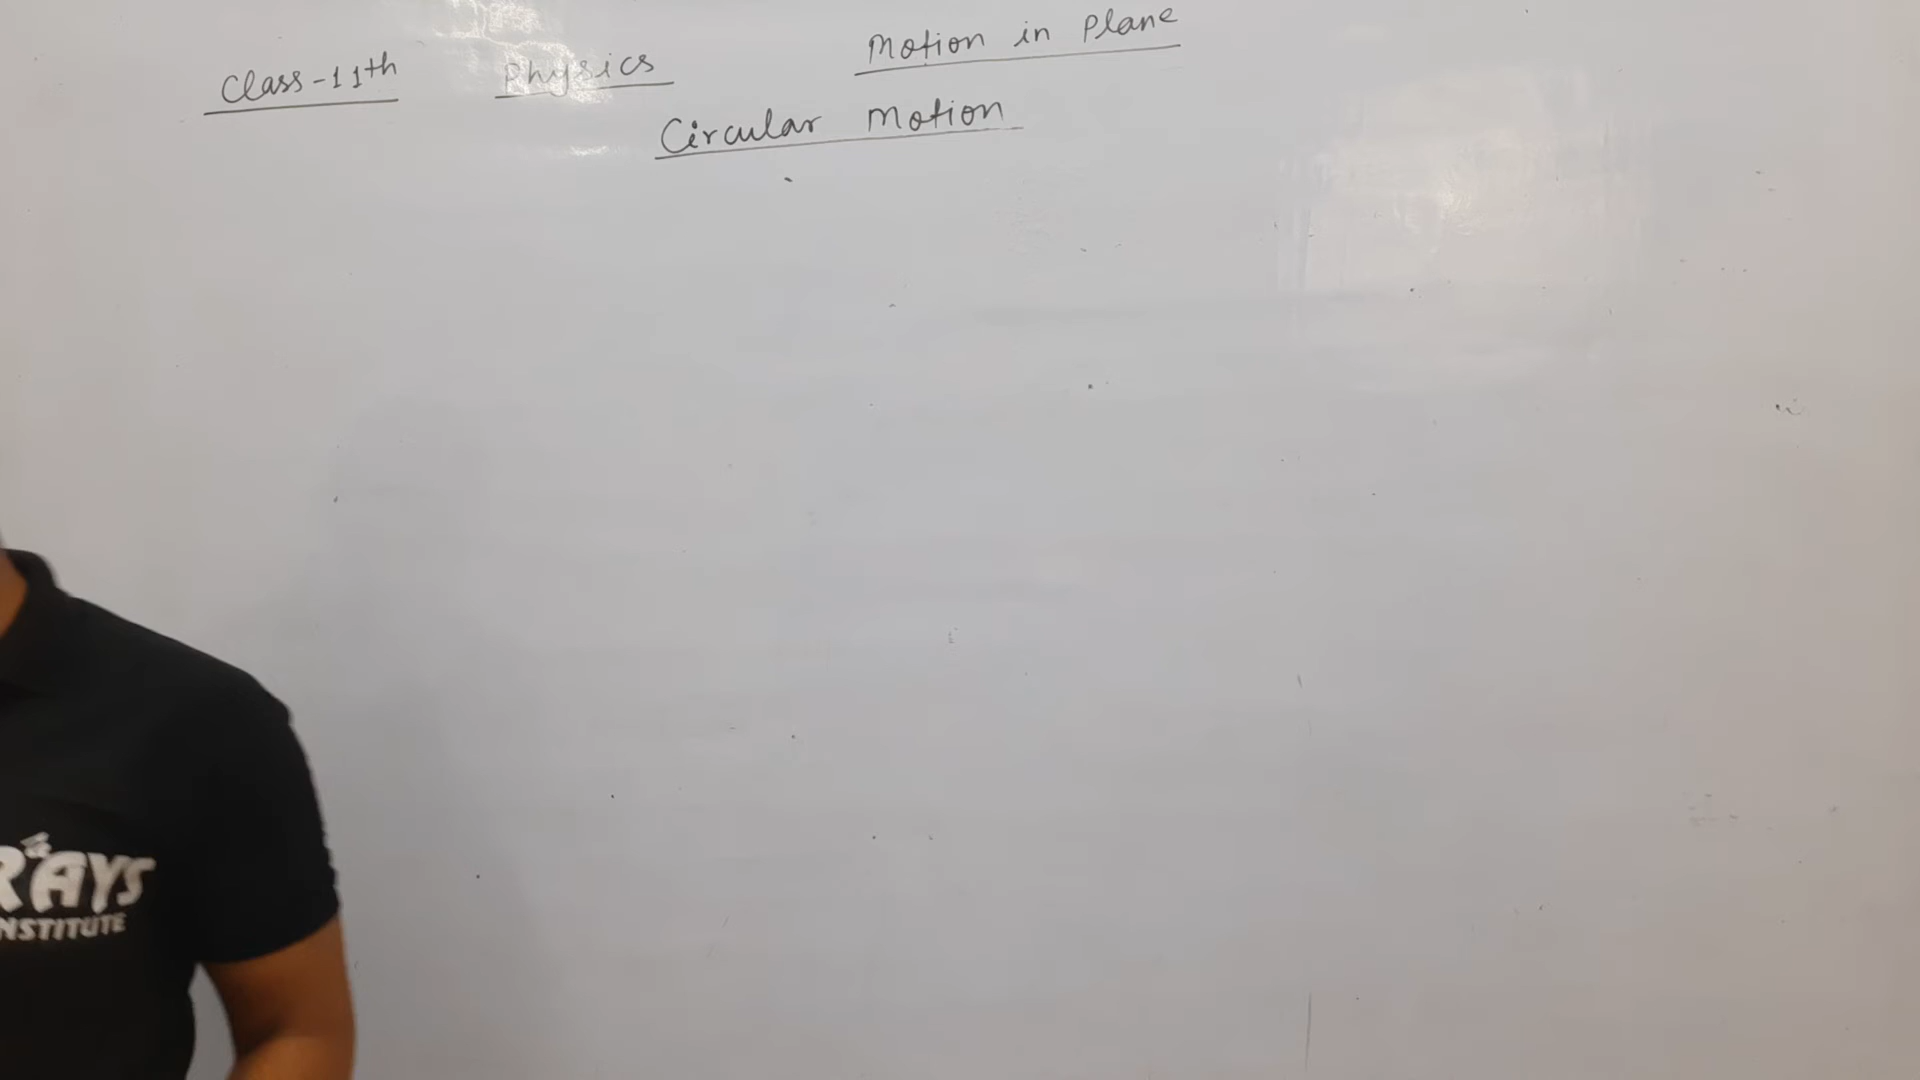 Class-11th Physics Motion in Plane
Circular Motion
RAYS
INSTITUTE